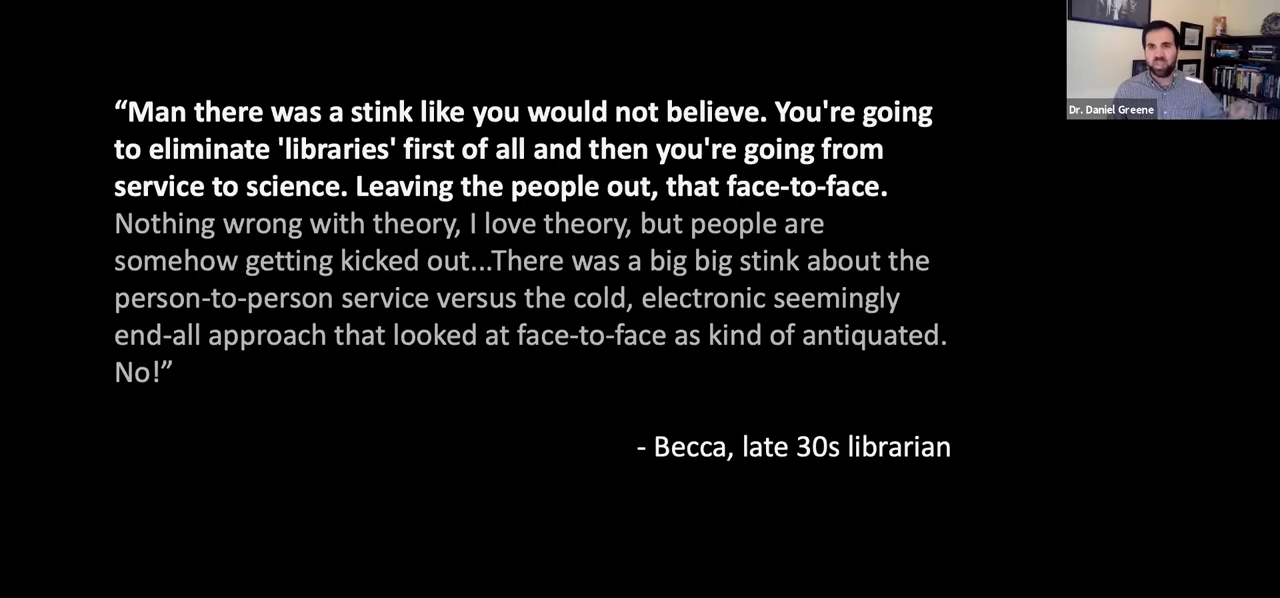 Dr. Daniel Greene
“Man there was a stink like you would not believe. You're going
to eliminate 'libraries' first of all and then you're going from
service to science. Leaving the people out, that face-to-face.
Nothing wrong with theory, I love theory, but people are
somehow getting kicked out...There was a big big stink about the
person-to-person service versus the cold, electronic seemingly
end-all approach that looked at face-to-face as kind of antiquated.
No!”
- Becca, late 30s librarian